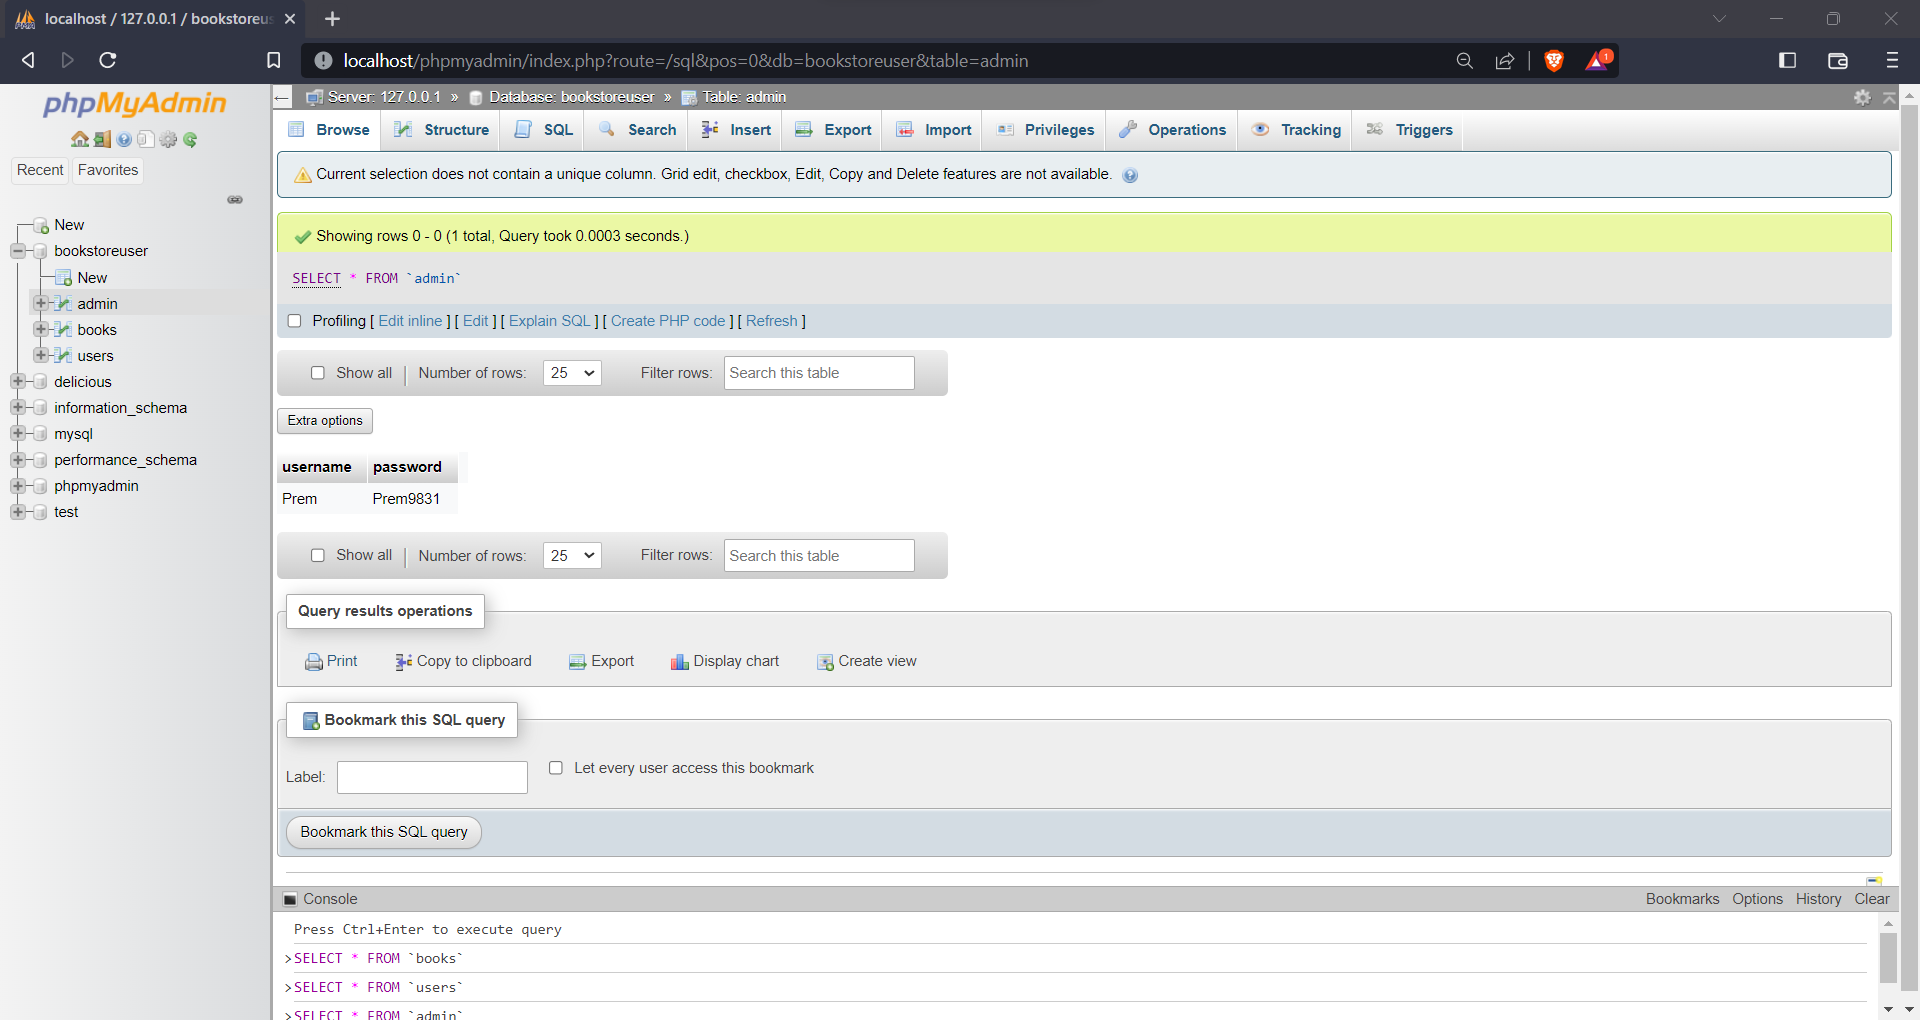 localhost / 127.0.0.1 / bookstoreus
localhost/phpmyadmin/index.php?route=/sql&pos=0&db=bookstoreuser&table=admin
1
phpMyAdmin
Recent
Favorites
New
bookstoreuser
New
admin
books
users
delicious
information_schema
mysql
performance_schema
phpmyadmin
test
Server: 127.0.0.1 » Database: bookstoreuser » Table: admin
Browse Structure SQL Search Insert Export Import Privileges Operations Tracking Triggers
Current selection does not contain a unique column. Grid edit, checkbox, Edit, Copy and Delete features are not available.
Showing rows 0 - 0 (1 total, Query took 0.0003 seconds.)
SELECT * FROM `admin`
Profiling [ Edit inline ] [ Edit ] [ Explain SQL ] [ Create PHP code ] [ Refresh ]
Show all | Number of rows: 25 Filter rows: Search this table
Extra options
username password
Prem Prem9831
Show all | Number of rows: 25 Filter rows: Search this table
Query results operations
Print Copy to clipboard Export Display chart Create view
Bookmark this SQL query
Label: Let every user access this bookmark
Bookmark this SQL query
Console Bookmarks Options History Clear
Press Ctrl+Enter to execute query
>SELECT * FROM `books`
>SELECT * FROM `users`
>SELECT * FROM `admin`